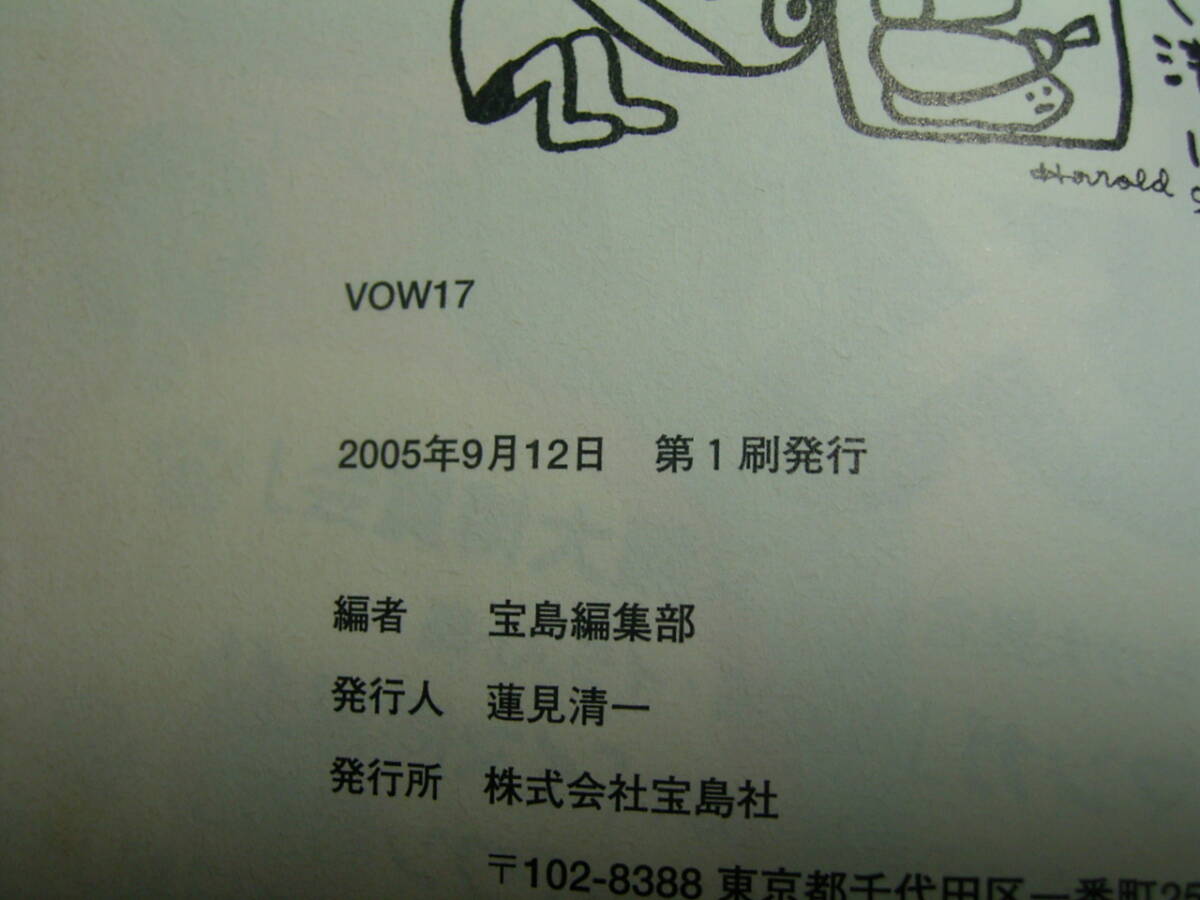 Harold
VOW17
2005年9月12日 第1刷発行
編者 宝島編集部
発行人 蓮見清一
発行所 株式会社宝島社
〒102-8388 東京都千代田区一番町25